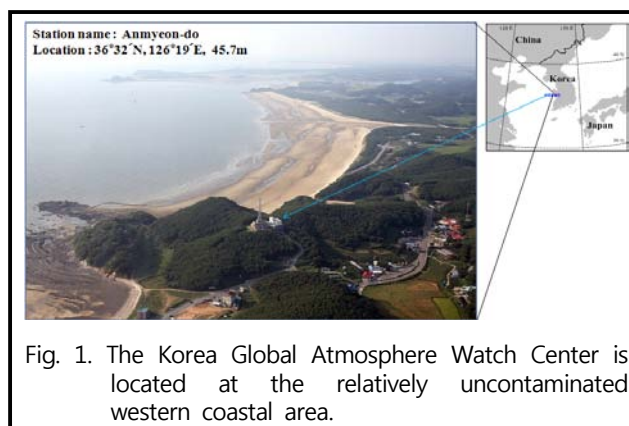 Station name : Anmyeon-do
Location : 36°32´N, 126°19´E, 45.7m
China
Korea
Japan
Fig. 1. The Korea Global Atmosphere Watch Center is
located at the relatively uncontaminated
western coastal area.